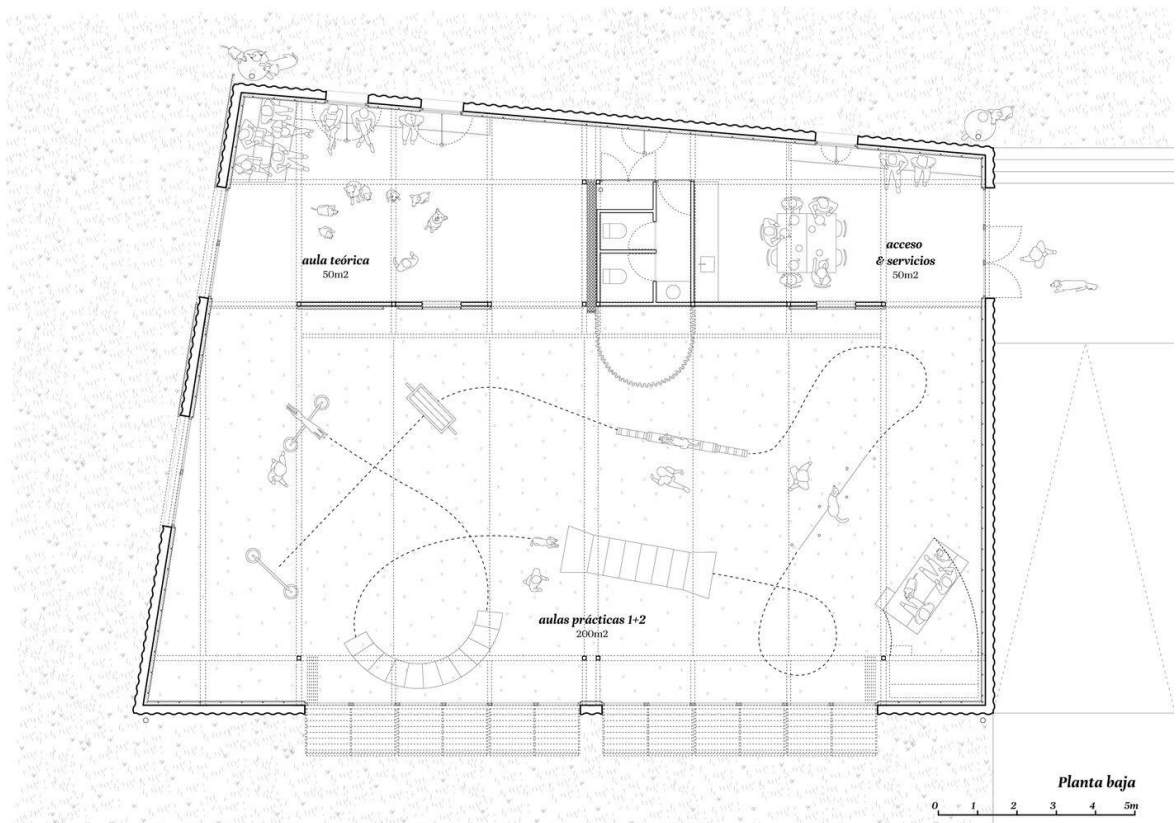 aula teórica
50m2
acceso
& servicios
50m2
aulas prácticas 1+2
200m2
Planta baja
0 1 2 3 4 5m